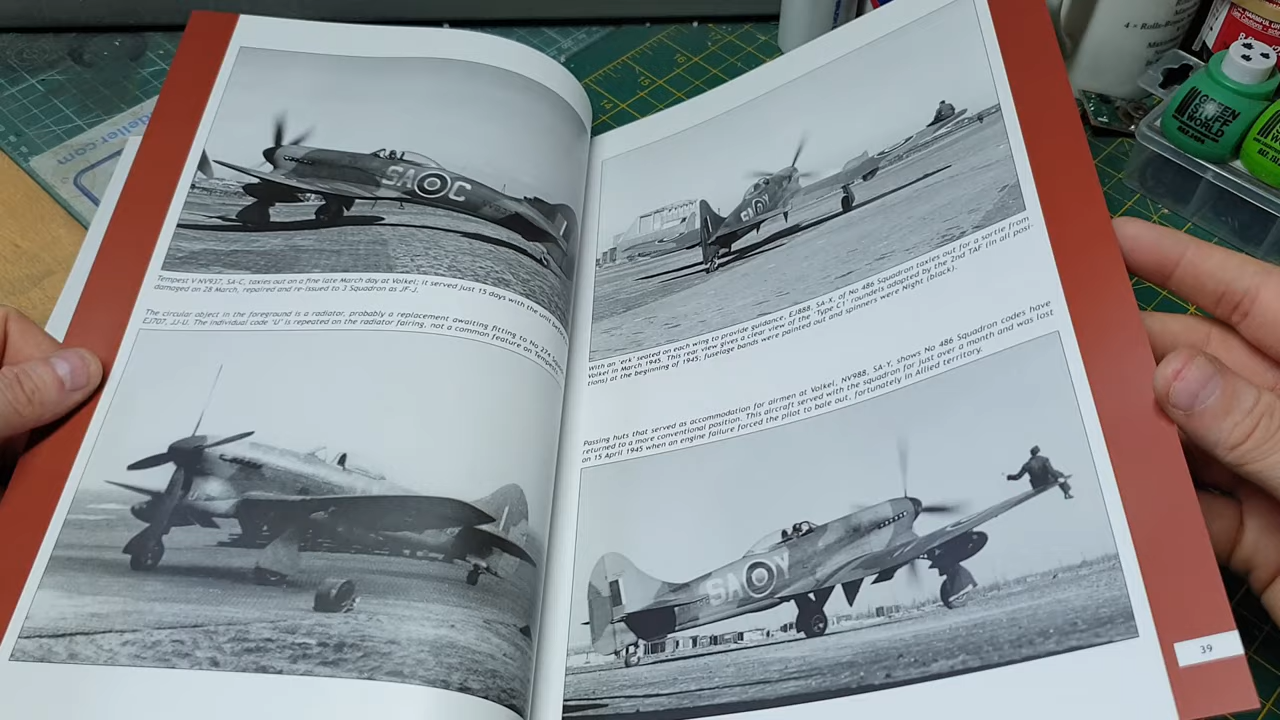 SA C
Tempest V NV937, SA-C, taxies out on a fine late March day at Volkel; it served just 15 days with the unit before
damaged on 28 March, repaired and re-issued to 3 Squadron as JF-J.
The circular object in the foreground is a radiator, probably a replacement awaiting fitting to No 274
EJ707, JJ-U. The individual code 'U' is repeated on the radiator fairing, not a common feature on
With an 'erk' seated on each wing to provide guidance, EJ888, SA-X, of No 486 Squadron taxies out for a sortie from
Volkel in March 1945. This rear view gives a clear view of the 'Type C1' roundels adopted by the 2nd TAF (in all posi-
tions) at the beginning of 1945; fuselage bands were painted out and spinners were Night (black).
Passing huts that served as accommodation for airmen at Volkel, NV988, SA-Y, shows No 486 Squadron codes have
returned to a more conventional position. This aircraft served with the squadron for just over a month and was lost
on 15 April 1945 when an engine failure forced the pilot to bale out, fortunately in Allied territory.
SA Y
39
14
15
16
GREEN
STUFF
WORLD